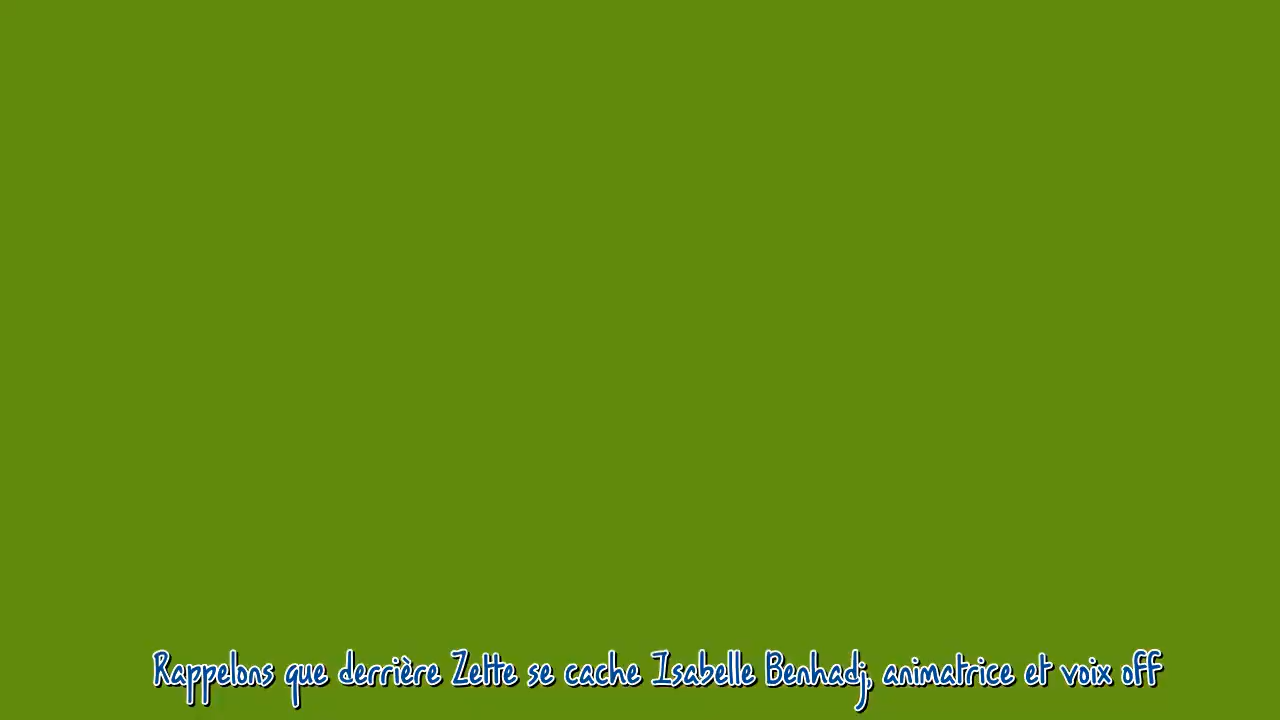 Rappelons que derrière Zette se cache Isabelle Benhadj, animatrice et voix off